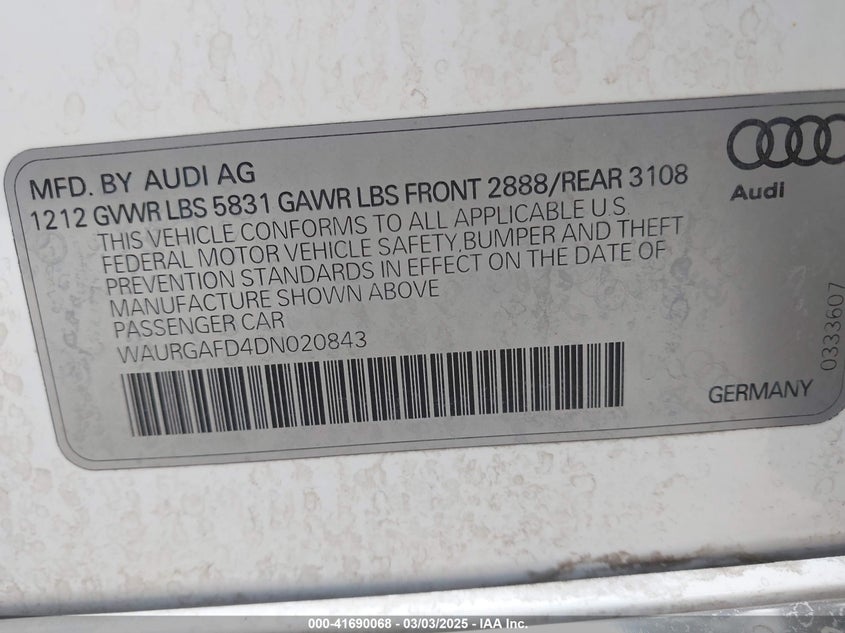 MFD. BY AUDI AG
1212 GVWR LBS 5831 GAWR LBS FRONT 2888/REAR 3108
THIS VEHICLE CONFORMS TO ALL APPLICABLE U.S.
FEDERAL MOTOR VEHICLE SAFETY, BUMPER AND THEFT
PREVENTION STANDARDS IN EFFECT ON THE DATE OF
MANUFACTURE SHOWN ABOVE
PASSENGER CAR
WAURGAFD4DN020843
Audi
0333607
GERMANY
000-41690068 - 03/03/2025 - IAA Inc.